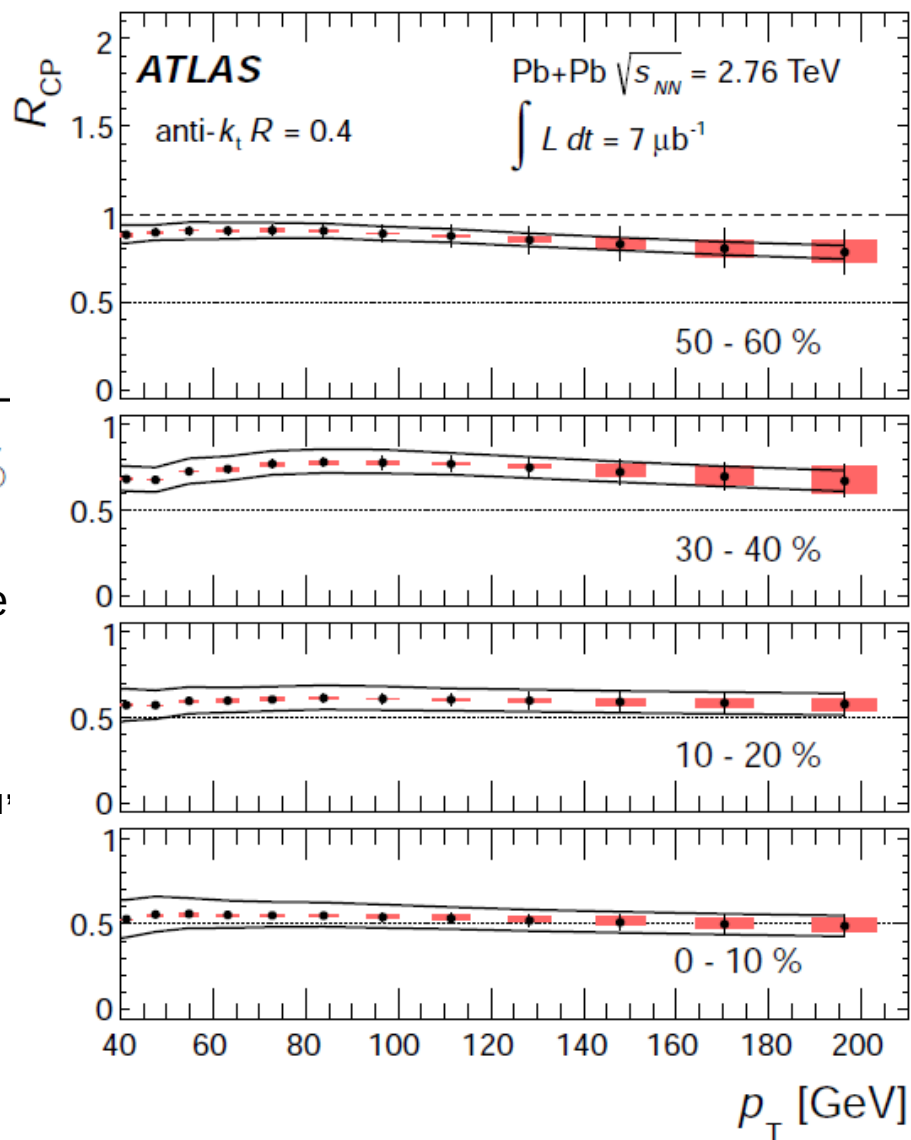 R_CP
2
1.5
1
0.5
0
ATLAS
anti-k_t R = 0.4
Pb+Pb √s_NN = 2.76 TeV
∫ L dt = 7 μb⁻¹
50 - 60 %
1
0.5
0
30 - 40 %
e
1
0.5
0
10 - 20 %
1
0.5
0
0 - 10 %
40 60 80 100 120 140 160 180 200
p_T [GeV]